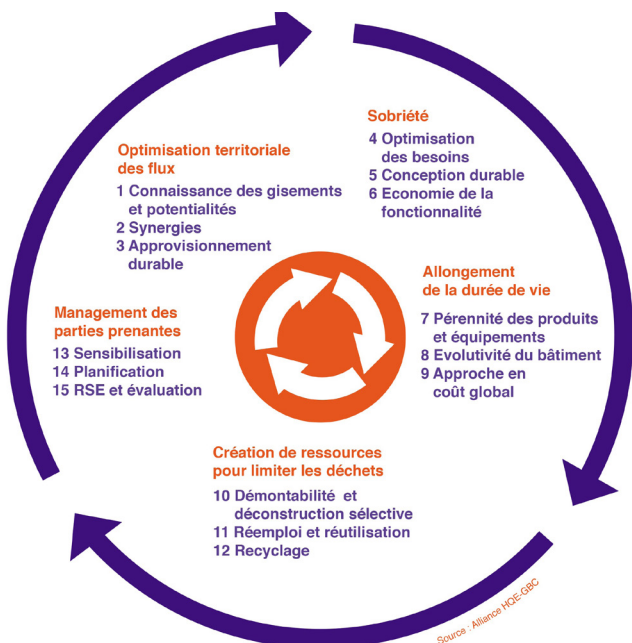 Optimisation territoriale
des flux
1 Connaissance des gisements
et potentialités
2 Synergies
3 Approvisionnement
durable
Sobriété
4 Optimisation
des besoins
5 Conception durable
6 Economie de la
fonctionnalité
Allongement
de la durée de vie
7 Pérennité des produits
et équipements
8 Evolutivité du bâtiment
9 Approche en
coût global
Création de ressources
pour limiter les déchets
10 Démontabilité et
déconstruction sélective
11 Réemploi et réutilisation
12 Recyclage
Management des
parties prenantes
13 Sensibilisation
14 Planification
15 RSE et évaluation
Source : Alliance HQE-GBC